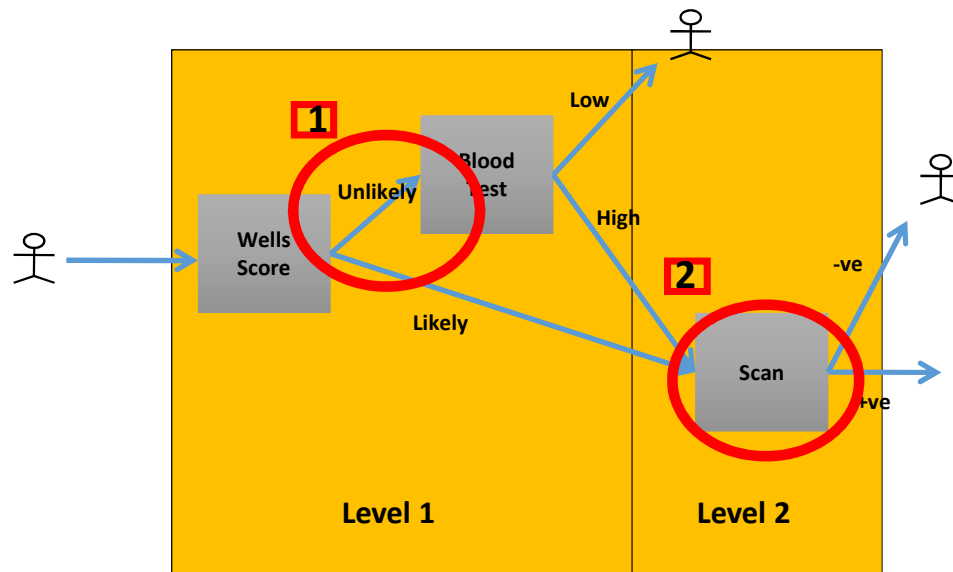 1
Low
Blood
Test
Unlikely
High
Wells
Score
2
-ve
Likely
Scan
+ve
Level 1
Level 2